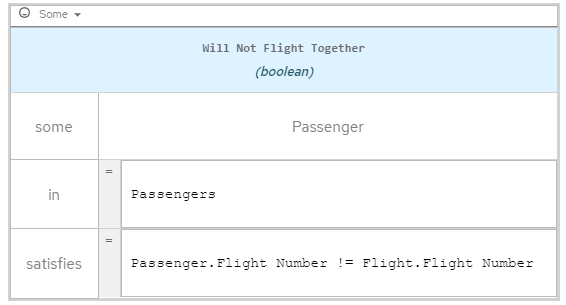 Some
Will Not Flight Together
(boolean)
some
Passenger
in
=
Passengers
satisfies
=
Passenger.Flight Number != Flight.Flight Number